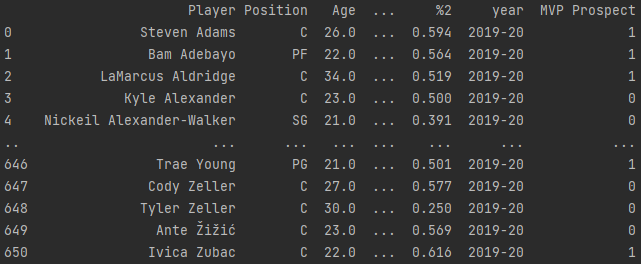 Player Position Age ... %2 year MVP Prospect
0 Steven Adams C 26.0 ... 0.594 2019-20 1
1 Bam Adebayo PF 22.0 ... 0.564 2019-20 1
2 LaMarcus Aldridge C 34.0 ... 0.519 2019-20 1
3 Kyle Alexander C 23.0 ... 0.500 2019-20 0
4 Nickeil Alexander-Walker SG 21.0 ... 0.391 2019-20 0
.. ... ... ... ... ... ... ...
646 Trae Young PG 21.0 ... 0.501 2019-20 1
647 Cody Zeller C 27.0 ... 0.577 2019-20 0
648 Tyler Zeller C 30.0 ... 0.250 2019-20 0
649 Ante Žižić C 23.0 ... 0.569 2019-20 0
650 Ivica Zubac C 22.0 ... 0.616 2019-20 1